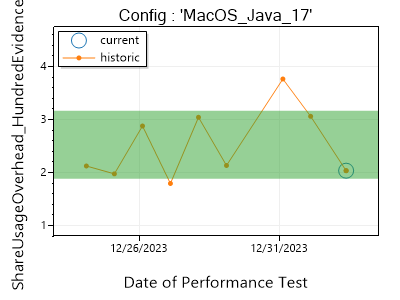 Config : 'MacOS_Java_17'
current
historic
ShareUsageOverhead_HundredEvidence
4
3
2
1
12/26/2023
12/31/2023
Date of Performance Test